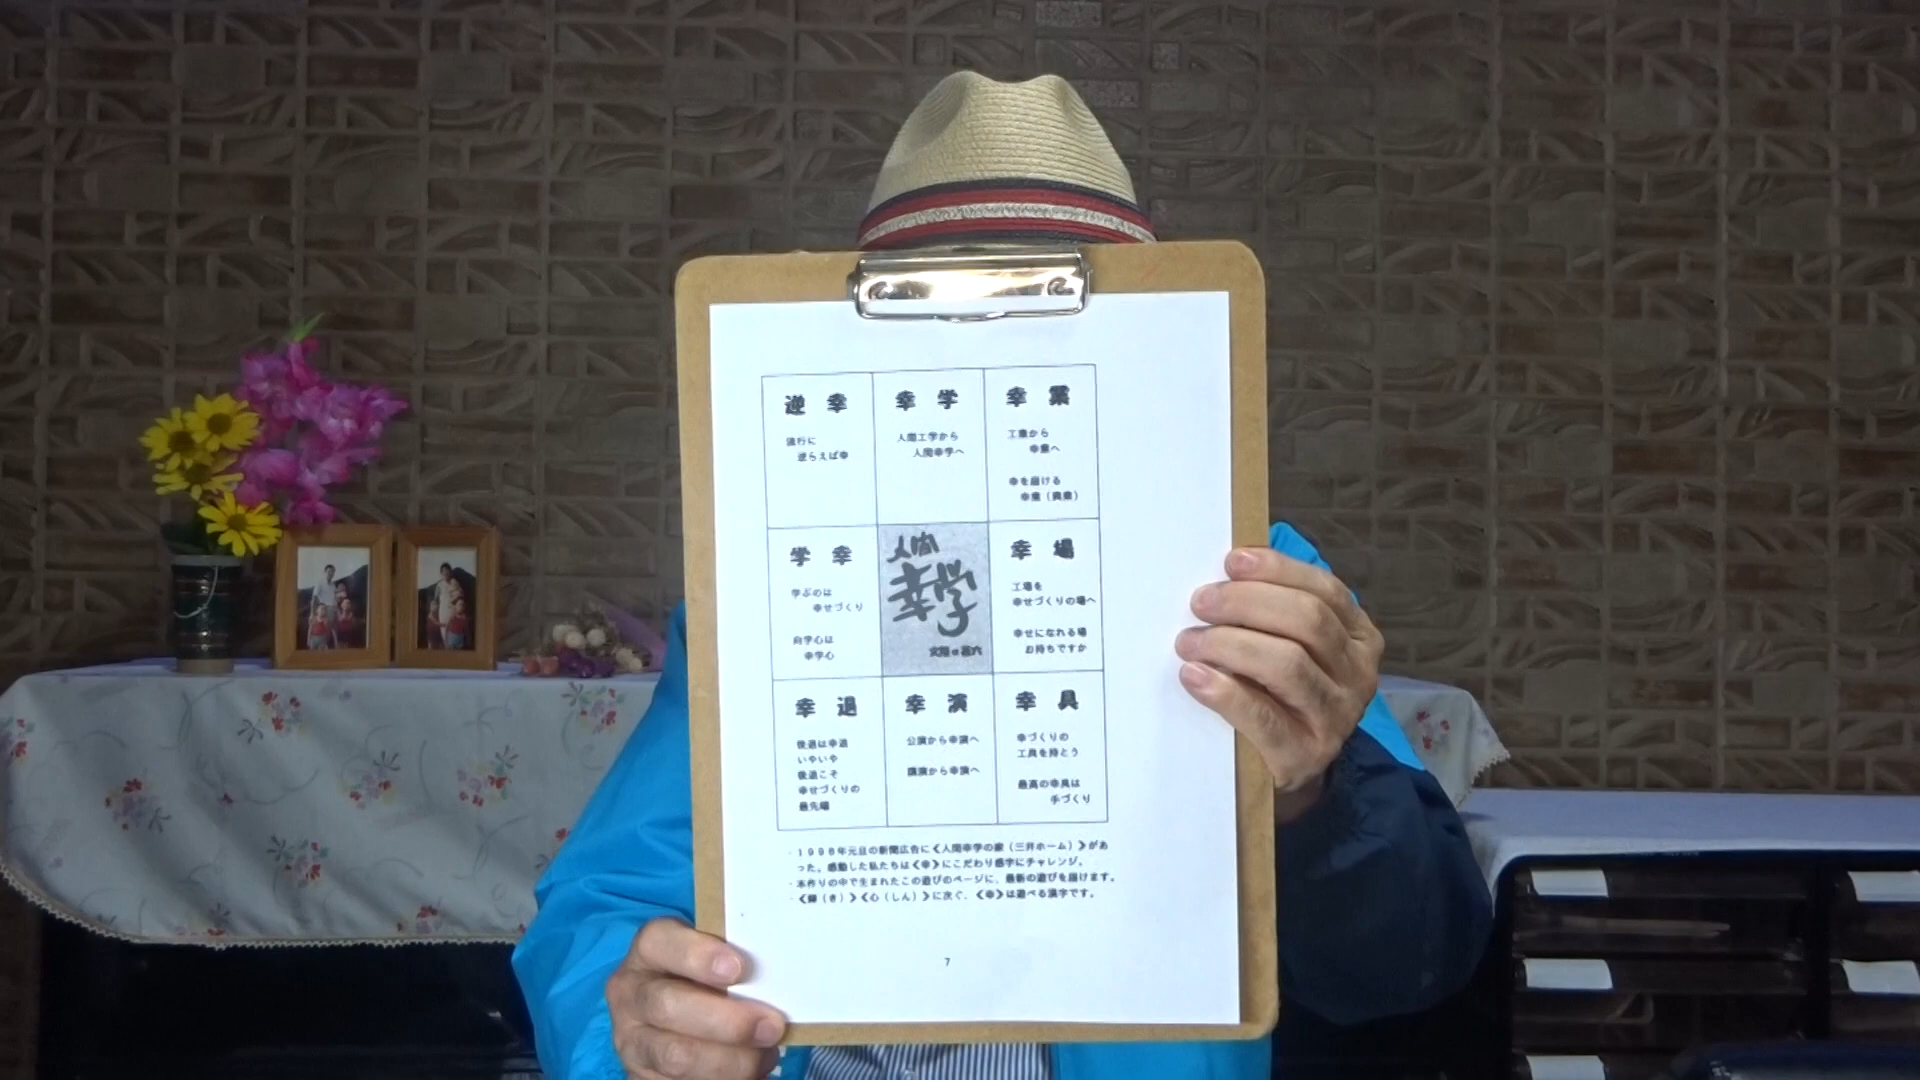 逆幸
流行に
逆らえば幸
幸学
人間工学から
人間幸学へ
幸業
工業から
幸業へ
幸を届ける
幸業（興業）
学幸
学ぶのは
幸せづくり
向学心は
幸学心
人間
幸学
幸場
工場を
幸せづくりの場へ
幸せになれる場
お持ちですか
幸退
後退は幸退
いやいや
後退こそ
幸せづくりの
最先端
幸演
公演から幸演へ
講演から幸演へ
幸具
幸づくりの
工具を持とう
最高の幸具は
手づくり
・１９９８年元旦の新聞広告に《人間幸学の家（三井ホーム）》があ
った。感動した私たちは《幸》にこだわり感字にチャレンジ。
・本作りの中で生まれたこの遊びのページに、最新の遊びを届けます。
・《輝（き）》《心（しん）》に次ぐ、《幸》は遊べる漢字です。
7